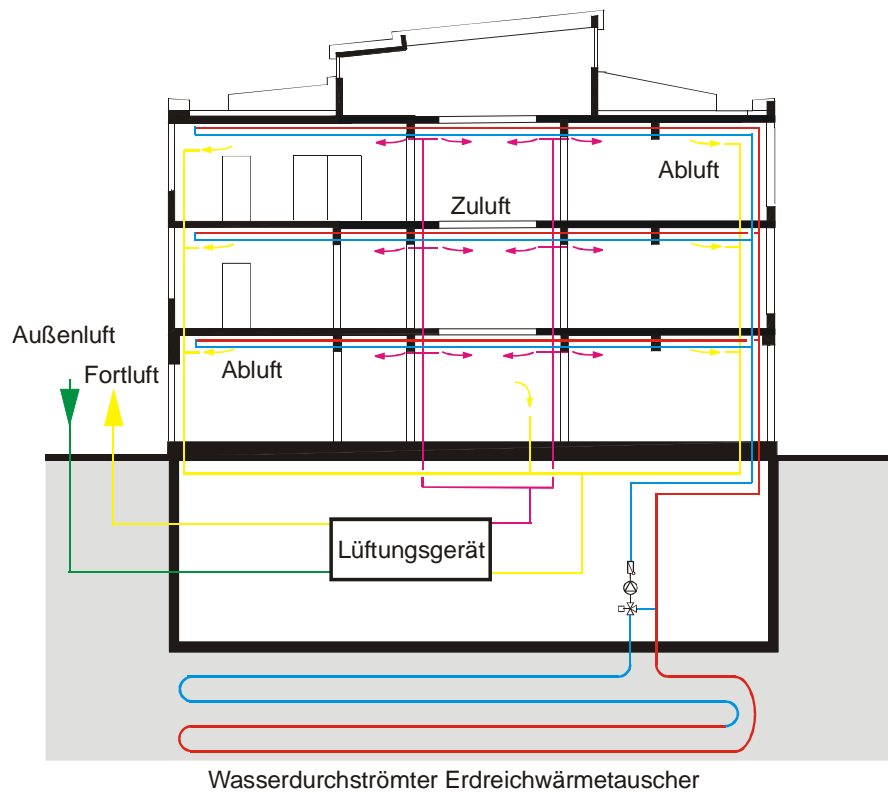 Abluft
Zuluft
Außenluft
Fortluft
Abluft
Lüftungsgerät
Wasserdurchströmter Erdreichwärmetauscher